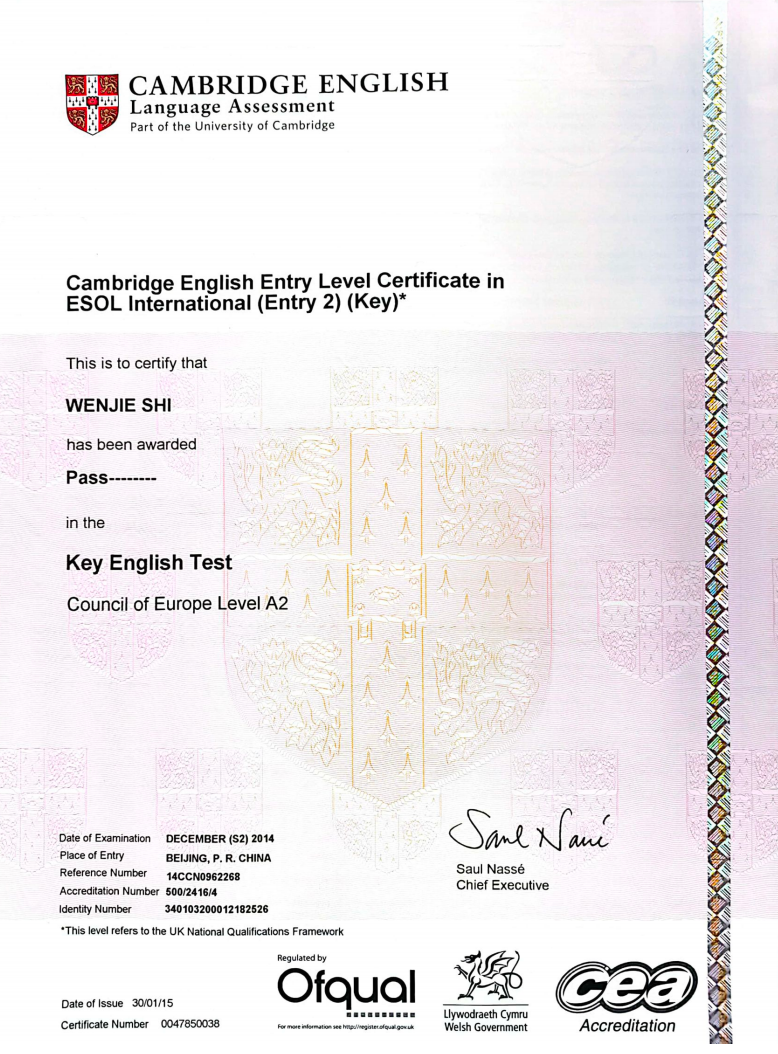 CAMBRIDGE ENGLISH
Language Assessment
Part of the University of Cambridge
Cambridge English Entry Level Certificate in
ESOL International (Entry 2) (Key)*
This is to certify that
WENJIE SHI
has been awarded
Pass--------
in the
Key English Test
Council of Europe Level A2
Date of Examination DECEMBER (S2) 2014
Place of Entry BEIJING, P. R. CHINA
Reference Number 14CCN0962268
Accreditation Number 500/2416/4
Identity Number 340103200012182526
Saul Nassé
Saul Nassé
Chief Executive
*This level refers to the UK National Qualifications Framework
Date of Issue 30/01/15
Certificate Number 0047850038
Regulated by
Ofqual
For more information see http://register.ofqual.gov.uk
Llywodraeth Cymru
Welsh Government
cea
Accreditation